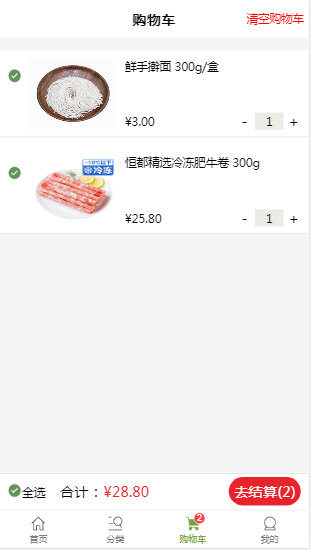 购物车
清空购物车
鲜手擀面 300g/盒
¥3.00
- 1 +
-18℃以下
冷冻
恒都精选冷冻肥牛卷 300g
¥25.80
- 1 +
全选 合计：¥28.80 去结算(2)
2
首页 分类 购物车 我的